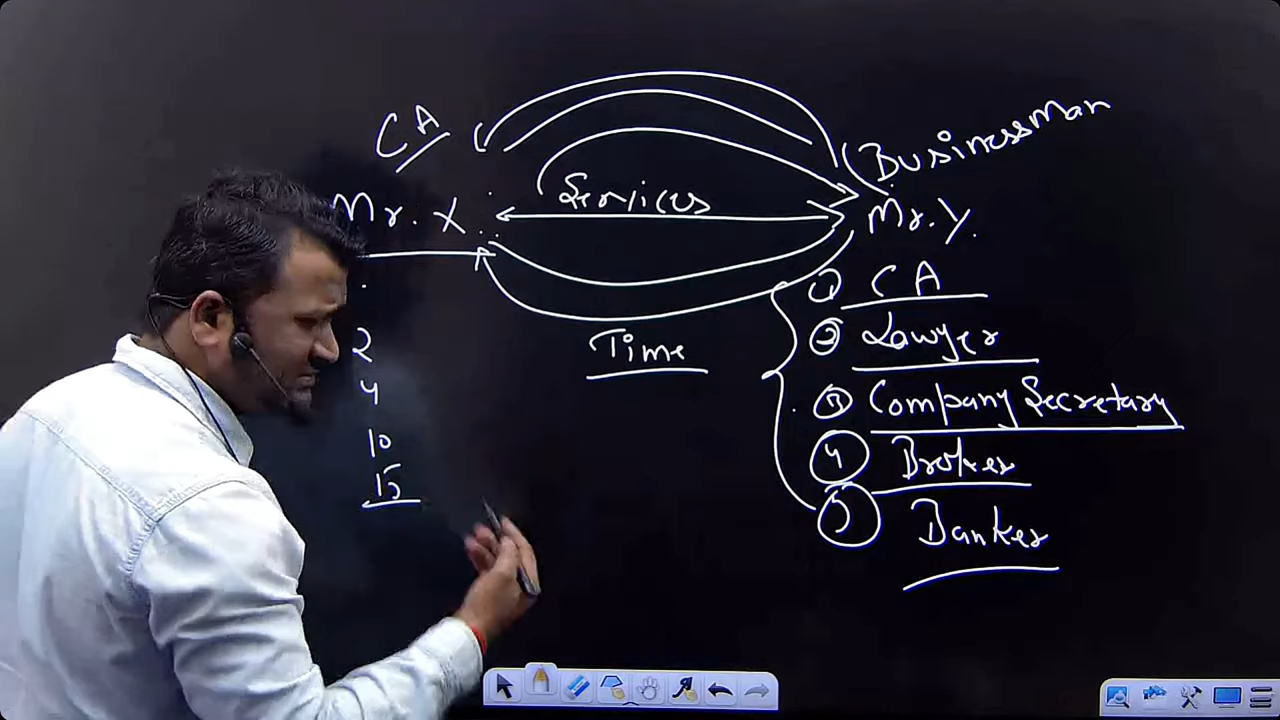 CA
Businessman
Mr. X
Services
Mr. Y.
① CA
Time
② Lawyer
③ Company Secretary
④ Broker
⑤ Banker
2
4
10
15